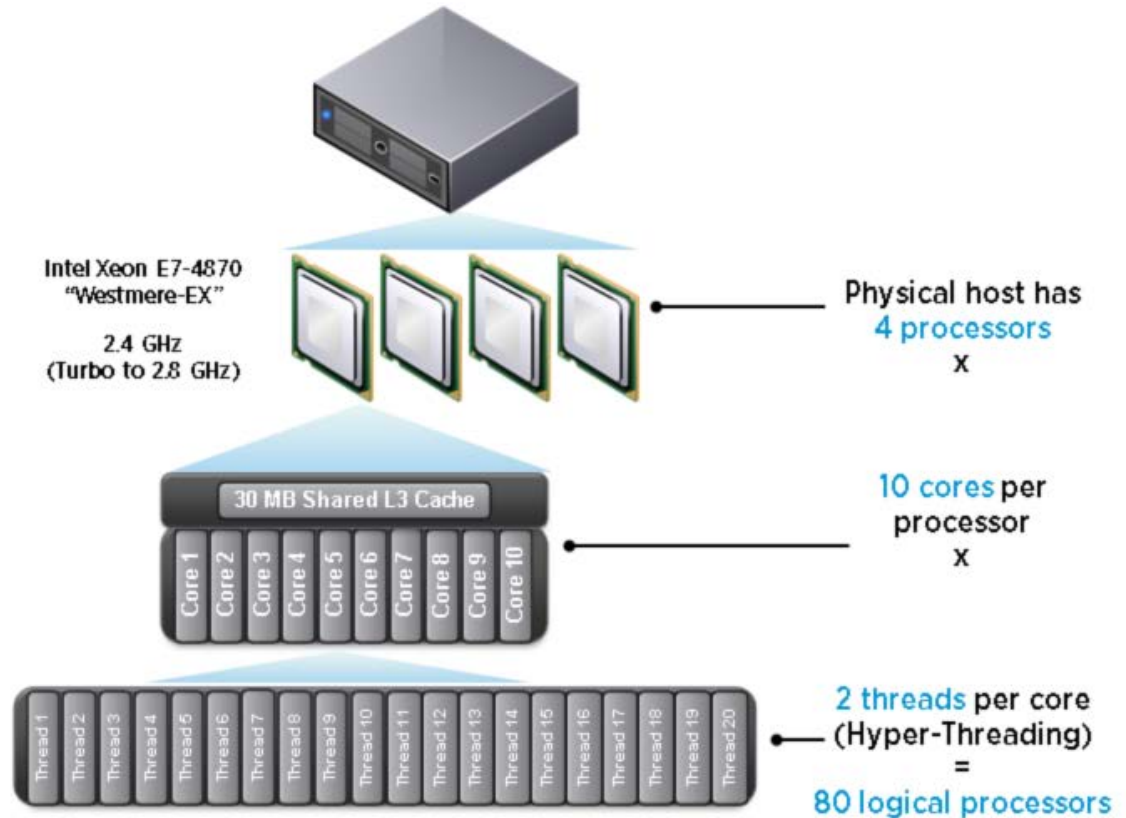 Intel Xeon E7-4870
“Westmere-EX”
2.4 GHz
(Turbo to 2.8 GHz)
Physical host has
4 processors
x
30 MB Shared L3 Cache
Core 1
Core 2
Core 3
Core 4
Core 5
Core 6
Core 7
Core 8
Core 9
Core 10
10 cores per
processor
x
Thread 1
Thread 2
Thread 3
Thread 4
Thread 5
Thread 6
Thread 7
Thread 8
Thread 9
Thread 10
Thread 11
Thread 12
Thread 13
Thread 14
Thread 15
Thread 16
Thread 17
Thread 18
Thread 19
Thread 20
2 threads per core
(Hyper-Threading)
=
80 logical processors